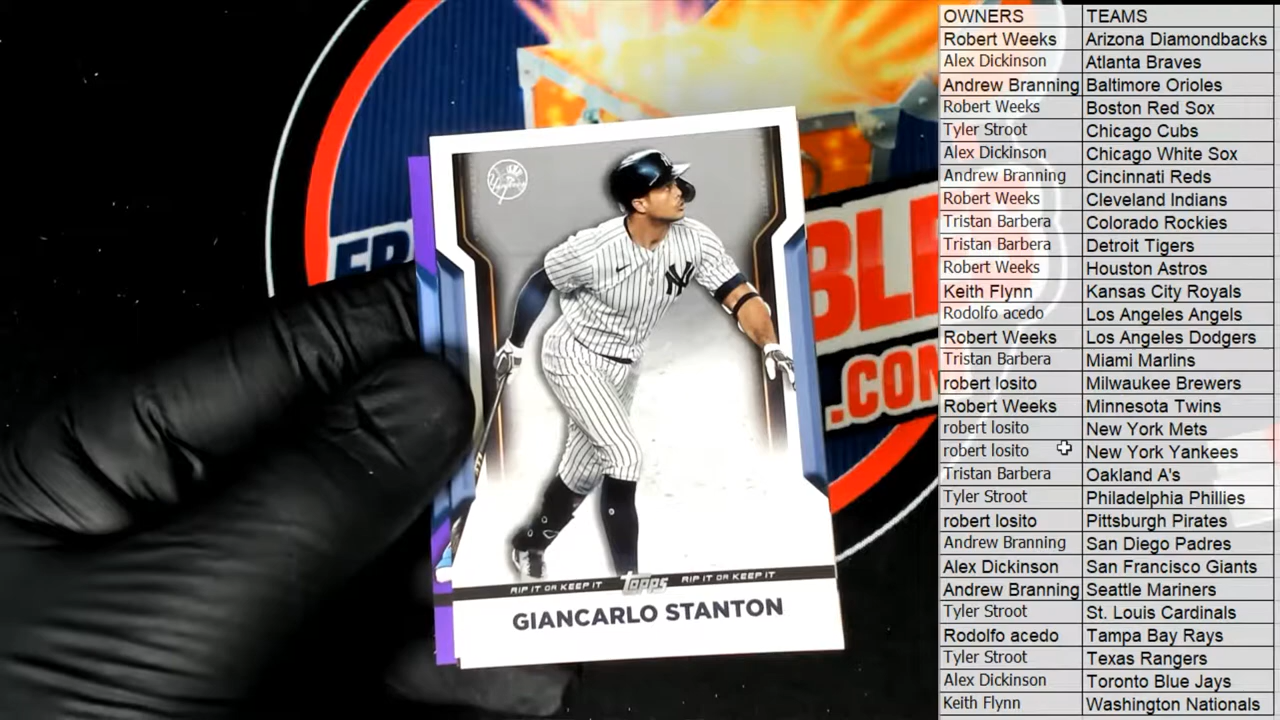 OWNERS TEAMS
Robert Weeks Arizona Diamondbacks
Alex Dickinson Atlanta Braves
Andrew Branning Baltimore Orioles
Robert Weeks Boston Red Sox
Tyler Stroot Chicago Cubs
Alex Dickinson Chicago White Sox
Andrew Branning Cincinnati Reds
Robert Weeks Cleveland Indians
Tristan Barbera Colorado Rockies
Tristan Barbera Detroit Tigers
Robert Weeks Houston Astros
Keith Flynn Kansas City Royals
Rodolfo acedo Los Angeles Angels
Robert Weeks Los Angeles Dodgers
Tristan Barbera Miami Marlins
robert losito Milwaukee Brewers
Robert Weeks Minnesota Twins
robert losito New York Mets
robert losito New York Yankees
Tristan Barbera Oakland A's
Tyler Stroot Philadelphia Phillies
robert losito Pittsburgh Pirates
Andrew Branning San Diego Padres
Alex Dickinson San Francisco Giants
Andrew Branning Seattle Mariners
Tyler Stroot St. Louis Cardinals
Rodolfo acedo Tampa Bay Rays
Tyler Stroot Texas Rangers
Alex Dickinson Toronto Blue Jays
Keith Flynn Washington Nationals
Yankees
NY
RIP IT OR KEEP IT Topps RIP IT OR KEEP IT
GIANCARLO STANTON
BL
.COM